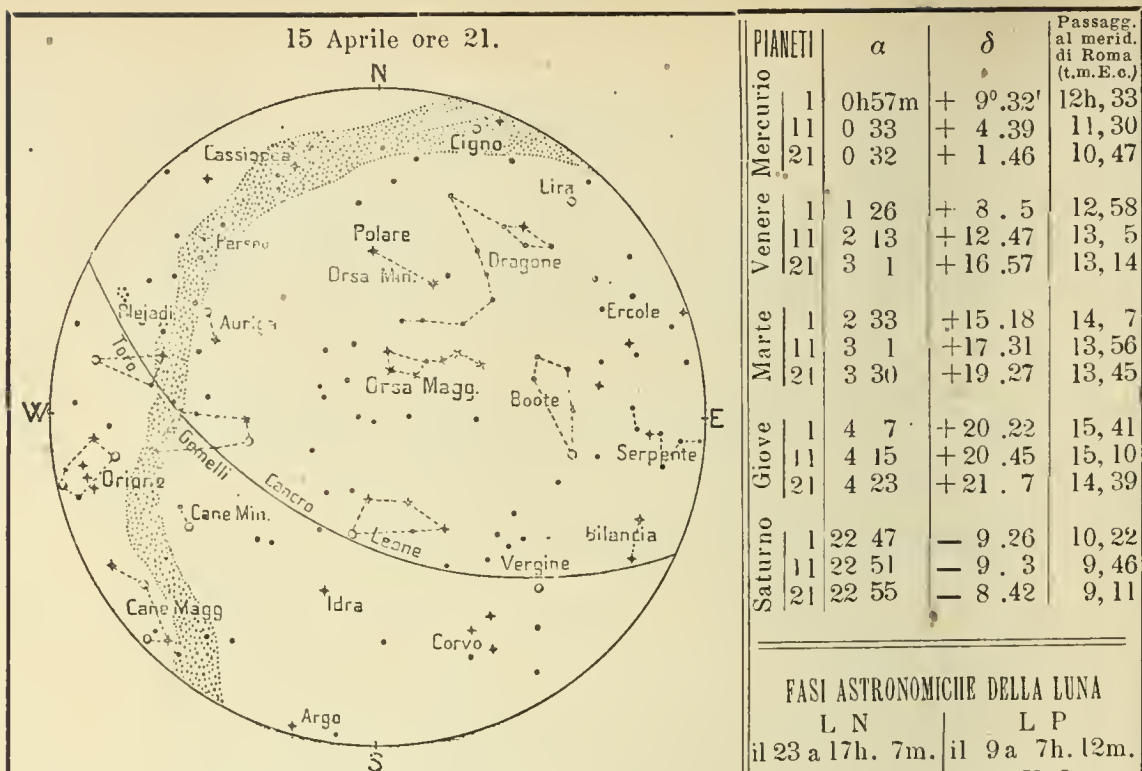 15 Aprile ore 21.
N
Cassiopea
Cigno
Lira
Perseo
Polare
Orsa Min.
Dragone
Plejadi
Auriga
Ercole
Toro
Orsa Magg.
Boote
W
E
Serpente
Gemelli
Orione
Cancro
Cane Min.
Leone
Bilancia
Vergine
Idra
Cane Magg
Corvo
Argo
S
PIANETI α δ Passagg. al merid. di Roma (t.m.E.c.)
Mercurio
1 0h57m + 9°.32' 12h, 33'
11 0 33 + 4 .39 11, 30
21 0 32 + 1 .46 10, 47
Venere
1 1 26 + 8 . 5 12, 58
11 2 13 +12 .47 13, 5
21 3 1 +16 .57 13, 14
Marte
1 2 33 +15 .18 14, 7
11 3 1 +17 .31 13, 56
21 3 30 +19 .27 13, 45
Giove
1 4 7 +20 .22 15, 41
11 4 15 +20 .45 15, 10
21 4 23 +21 . 7 14, 39
Saturno
1 22 47 — 9 .26 10, 22
11 22 51 — 9 . 3 9, 46
21 22 55 — 8 .42 9, 11
FASI ASTRONOMICHE DELLA LUNA
L N
il 23 a 17h. 7m.
L P
il 9 a 7h. 12m.